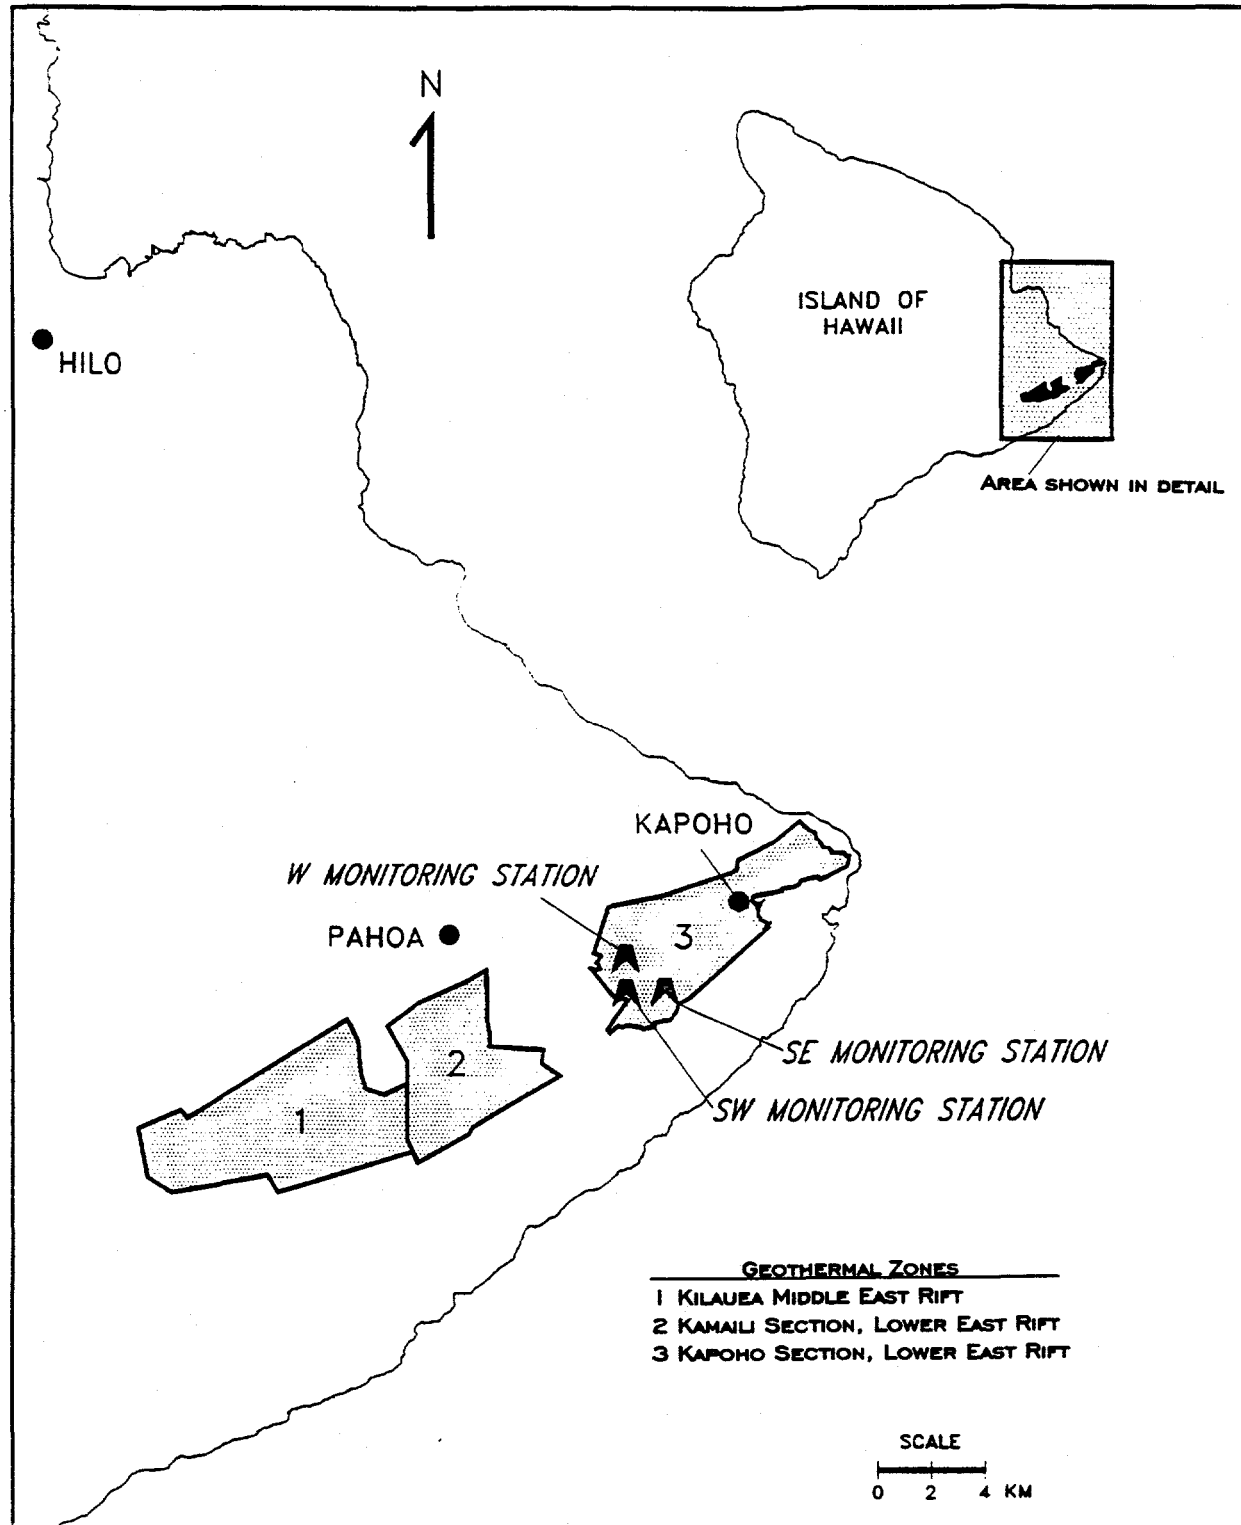 N
ISLAND OF
HAWAII
HILO
AREA SHOWN IN DETAIL
KAPOHO
W MONITORING STATION
PAHOA
3
2
1
SE MONITORING STATION
SW MONITORING STATION
GEOTHERMAL ZONES
1 KILAUEA MIDDLE EAST RIFT
2 KAMAILI SECTION, LOWER EAST RIFT
3 KAPOHO SECTION, LOWER EAST RIFT
SCALE
0 2 4 KM